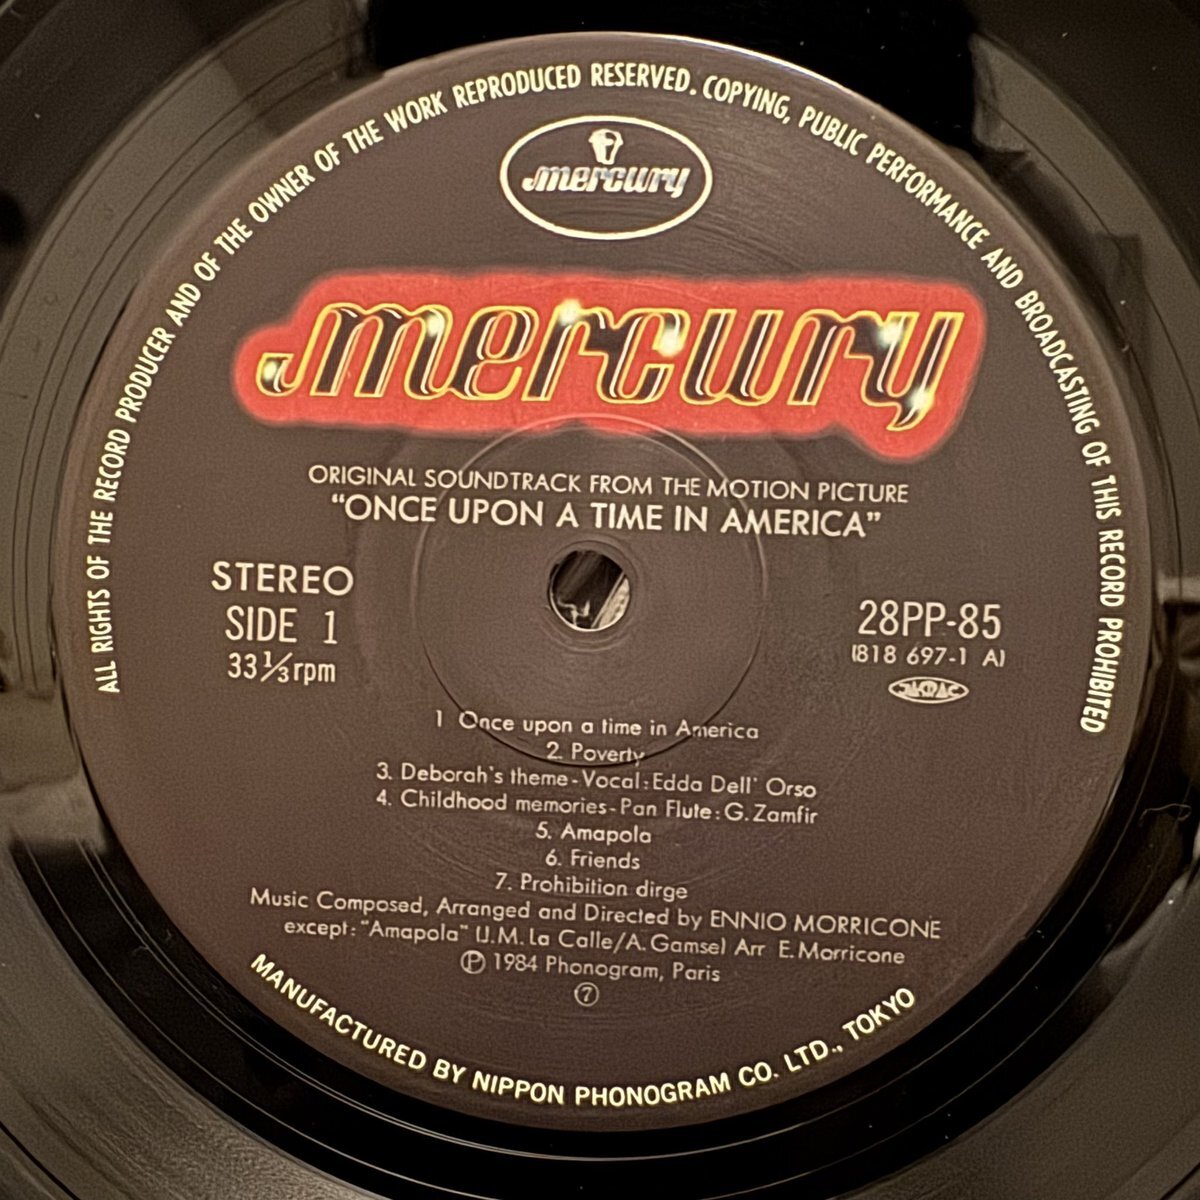 ALL RIGHTS OF THE RECORD PRODUCER AND OF THE OWNER OF THE WORK REPRODUCED RESERVED. COPYING, PUBLIC PERFORMANCE AND BROADCASTING OF THIS RECORD PROHIBITED
mercury
mercury
ORIGINAL SOUNDTRACK FROM THE MOTION PICTURE
"ONCE UPON A TIME IN AMERICA"
STEREO
SIDE 1
33 1/3 rpm
28PP-85
(818 697-1 A)
JASRAC
1 Once upon a time in America
2. Poverty
3. Deborah's theme-Vocal:Edda Dell' Orso
4. Childhood memories-Pan Flute:G.Zamfir
5. Amapola
6. Friends
7. Prohibition dirge
Music Composed, Arranged and Directed by ENNIO MORRICONE
except:"Amapola" (J.M. La Calle/A.Gamse) Arr E.Morricone
℗ 1984 Phonogram, Paris
⑦
MANUFACTURED BY NIPPON PHONOGRAM CO. LTD., TOKYO